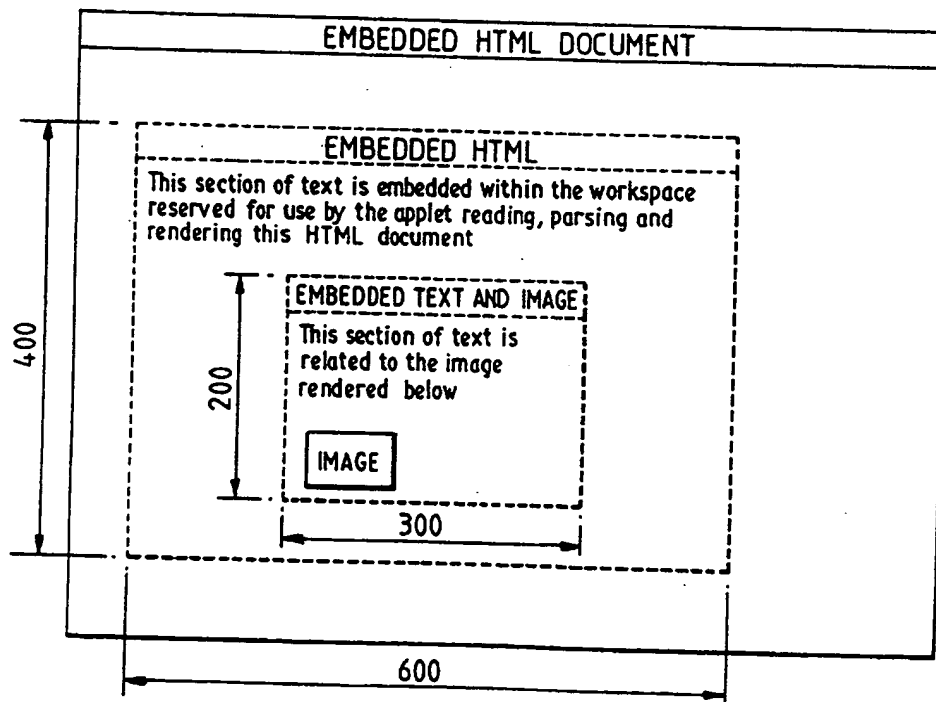 EMBEDDED HTML DOCUMENT
EMBEDDED HTML
This section of text is embedded within the workspace
reserved for use by the applet reading, parsing and
rendering this HTML document
EMBEDDED TEXT AND IMAGE
This section of text is
related to the image
rendered below
IMAGE
400
200
300
600